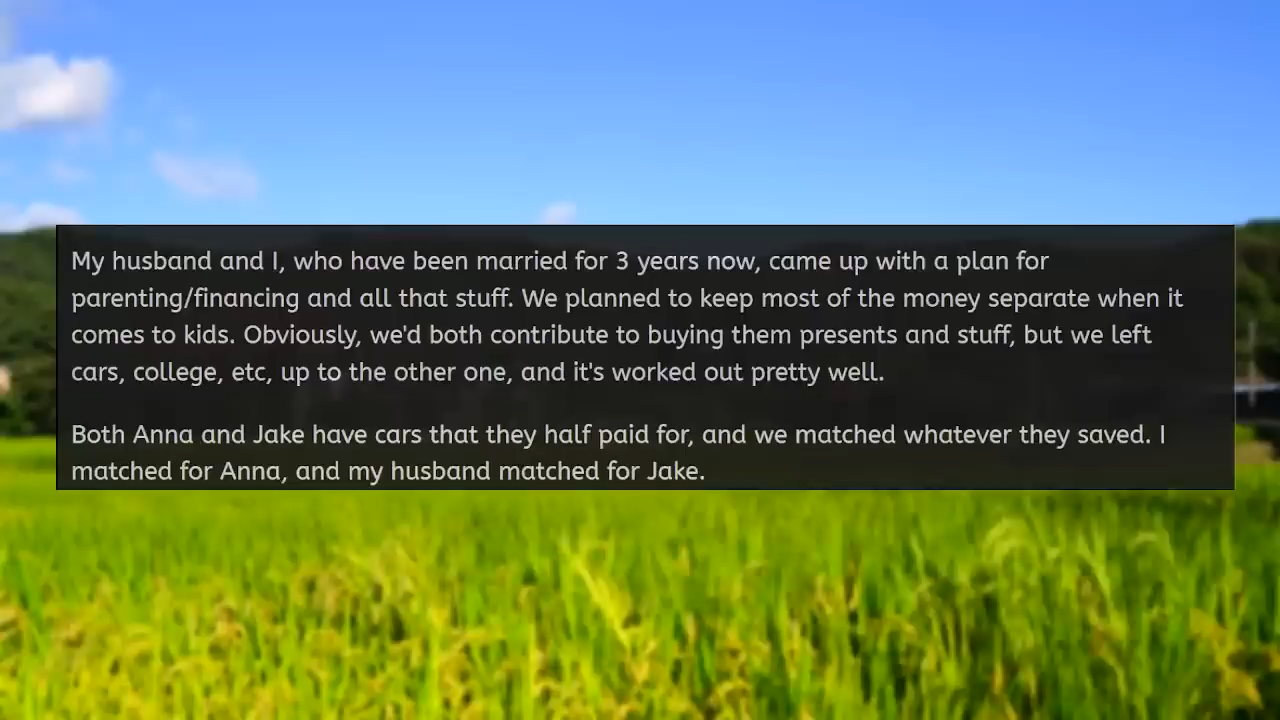 My husband and I, who have been married for 3 years now, came up with a plan for
parenting/financing and all that stuff. We planned to keep most of the money separate when it
comes to kids. Obviously, we'd both contribute to buying them presents and stuff, but we left
cars, college, etc, up to the other one, and it's worked out pretty well.
Both Anna and Jake have cars that they half paid for, and we matched whatever they saved. I
matched for Anna, and my husband matched for Jake.